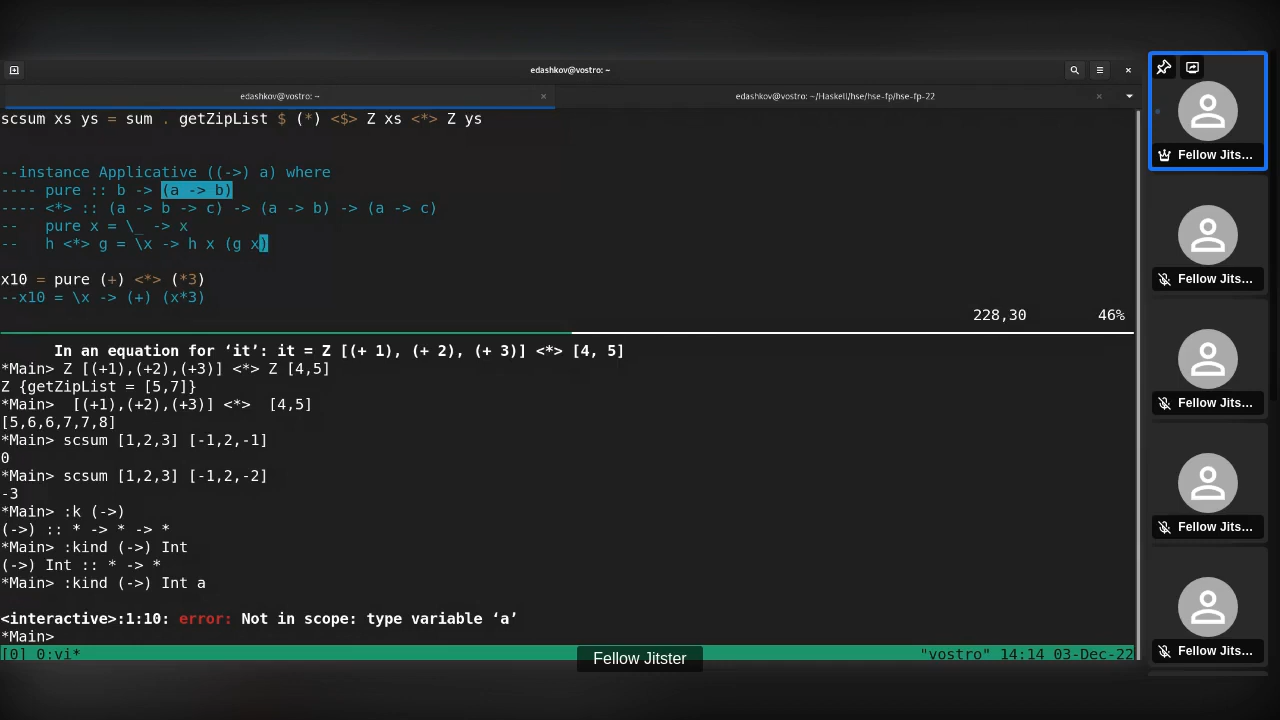 edashkov@vostro: ~
edashkov@vostro: ~
edashkov@vostro: ~/Haskell/hse/hse-fp/hse-fp-22
scsum xs ys = sum . getZipList $ (*) <$> Z xs <*> Z ys
--instance Applicative ((->) a) where
---- pure :: b -> (a -> b)
---- <*> :: (a -> b -> c) -> (a -> b) -> (a -> c)
--   pure x = \_ -> x
--   h <*> g = \x -> h x (g x)
x10 = pure (+) <*> (*3)
--x10 = \x -> (+) (x*3)
228,30 46%
In an equation for ‘it’: it = Z [(+ 1), (+ 2), (+ 3)] <*> [4, 5]
*Main> Z [(+1),(+2),(+3)] <*> Z [4,5]
Z {getZipList = [5,7]}
*Main>  [(+1),(+2),(+3)] <*>  [4,5]
[5,6,6,7,7,8]
*Main> scsum [1,2,3] [-1,2,-1]
0
*Main> scsum [1,2,3] [-1,2,-2]
-3
*Main> :k (->)
(->) :: * -> * -> *
*Main> :kind (->) Int
(->) Int :: * -> *
*Main> :kind (->) Int a
<interactive>:1:10: error: Not in scope: type variable ‘a’
*Main>
[0] 0:vi* "vostro" 14:14 03-Dec-22
Fellow Jitster
Fellow Jits...
Fellow Jits...
Fellow Jits...
Fellow Jits...
Fellow Jits...